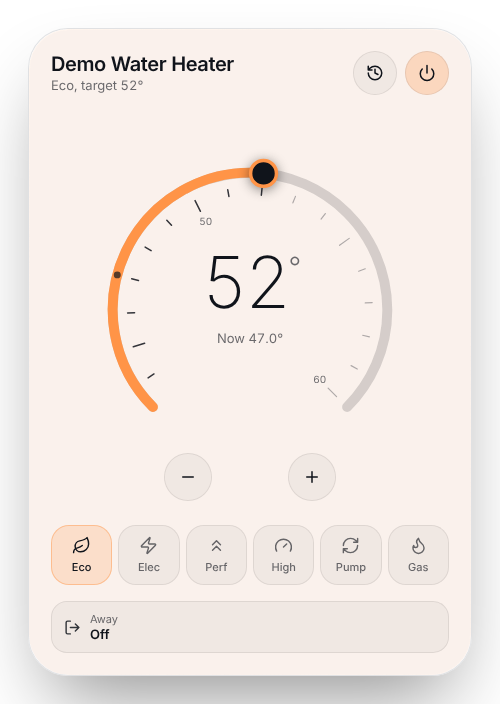 Demo Water Heater
Eco, target 52°
50
52°
Now 47.0°
60
Eco
Elec
Perf
High
Pump
Gas
Away
Off